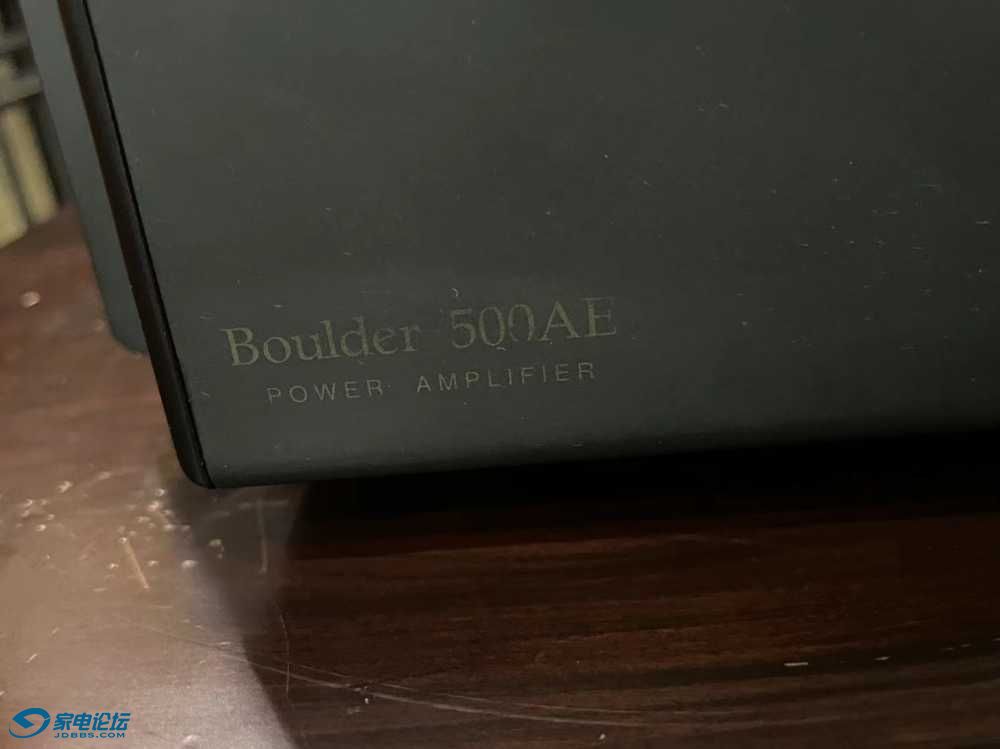 Boulder 500AE
POWER AMPLIFIER
家电论坛
JDBBS.COM